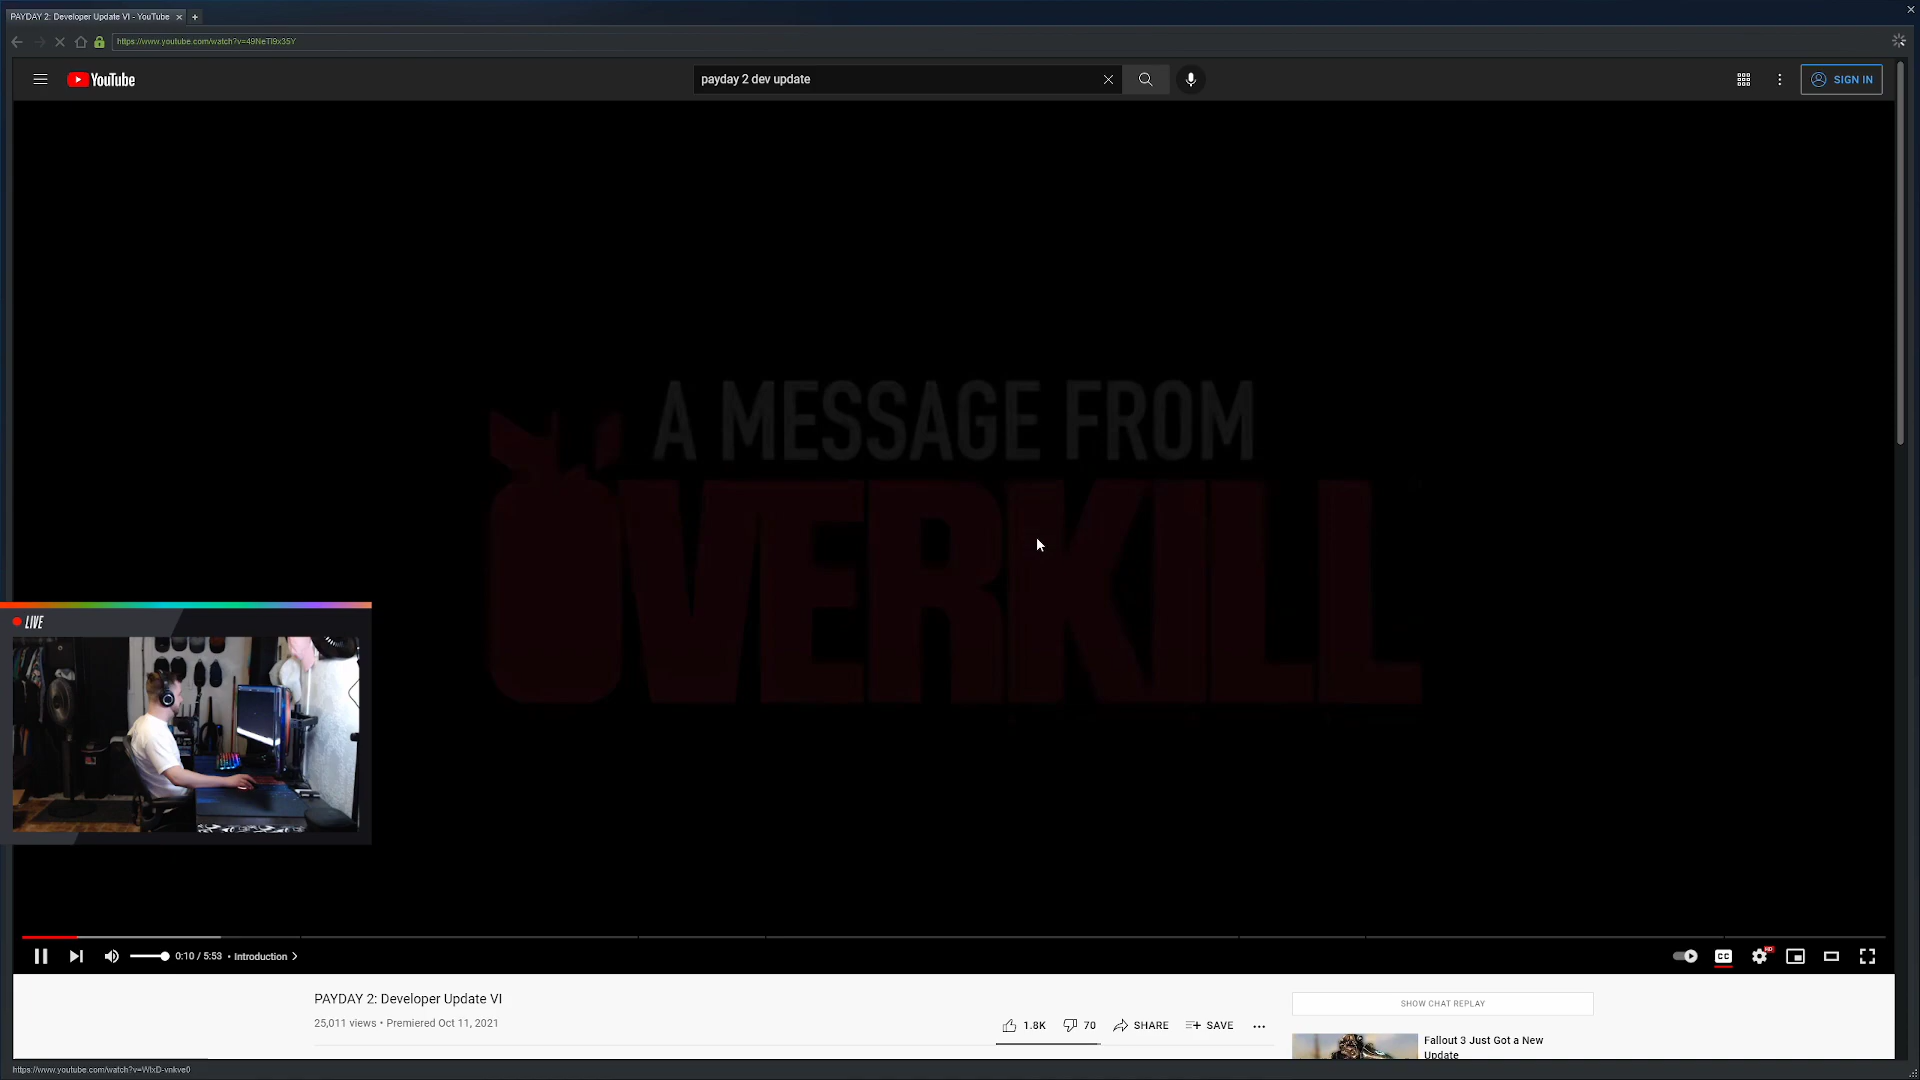 PAYDAY 2: Developer Update VI - YouTube
https://www.youtube.com/watch?v=49NeTl9x35Y
YouTube
payday 2 dev update
SIGN IN
A MESSAGE FROM
OVERKILL
LIVE
0:10 / 5:53 • Introduction
CC
HD
PAYDAY 2: Developer Update VI
25,011 views • Premiered Oct 11, 2021
1.8K
70
SHARE
SAVE
SHOW CHAT REPLAY
Fallout 3 Just Got a New
Update
https://www.youtube.com/watch?v=WlxD-vnkve0